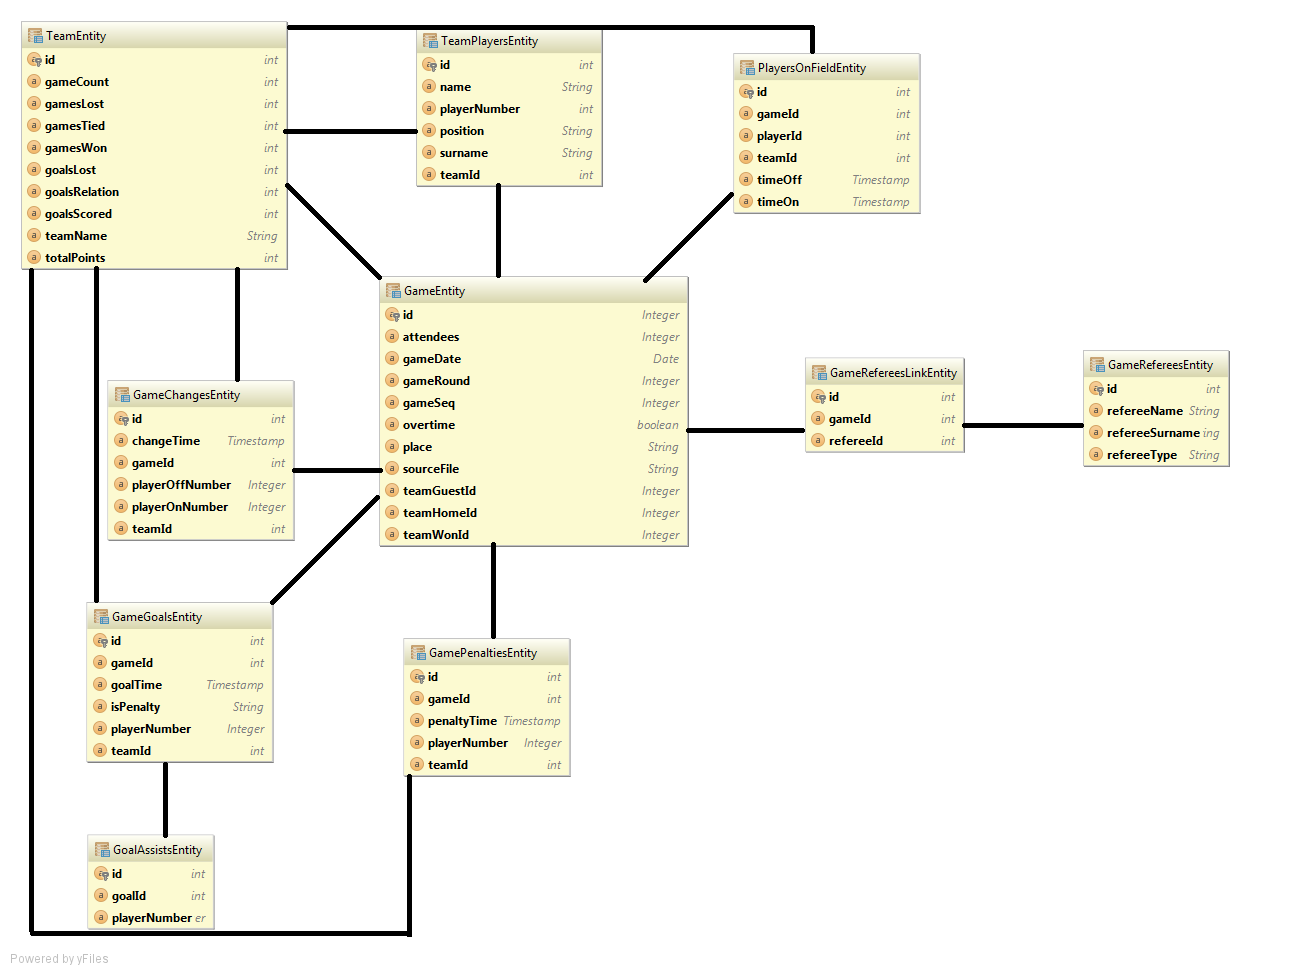 TeamEntity
id int
gameCount int
gamesLost int
gamesTied int
gamesWon int
goalsLost int
goalsRelation int
goalsScored int
teamName String
totalPoints int
TeamPlayersEntity
id int
name String
playerNumber int
position String
surname String
teamId int
PlayersOnFieldEntity
id int
gameId int
playerId int
teamId int
timeOff Timestamp
timeOn Timestamp
GameEntity
id Integer
attendees Integer
gameDate Date
gameRound Integer
gameSeq Integer
overtime boolean
place String
sourceFile String
teamGuestId Integer
teamHomeId Integer
teamWonId Integer
GameRefereesLinkEntity
id int
gameId int
refereeId int
GameRefereesEntity
id int
refereeName String
refereeSurname ing
refereeType String
GameChangesEntity
id int
changeTime Timestamp
gameId int
playerOffNumber Integer
playerOnNumber Integer
teamId int
GameGoalsEntity
id int
gameId int
goalTime Timestamp
isPenalty String
playerNumber Integer
teamId int
GamePenaltiesEntity
id int
gameId int
penaltyTime Timestamp
playerNumber Integer
teamId int
GoalAssistsEntity
id int
goalId int
playerNumber er
Powered by yFiles